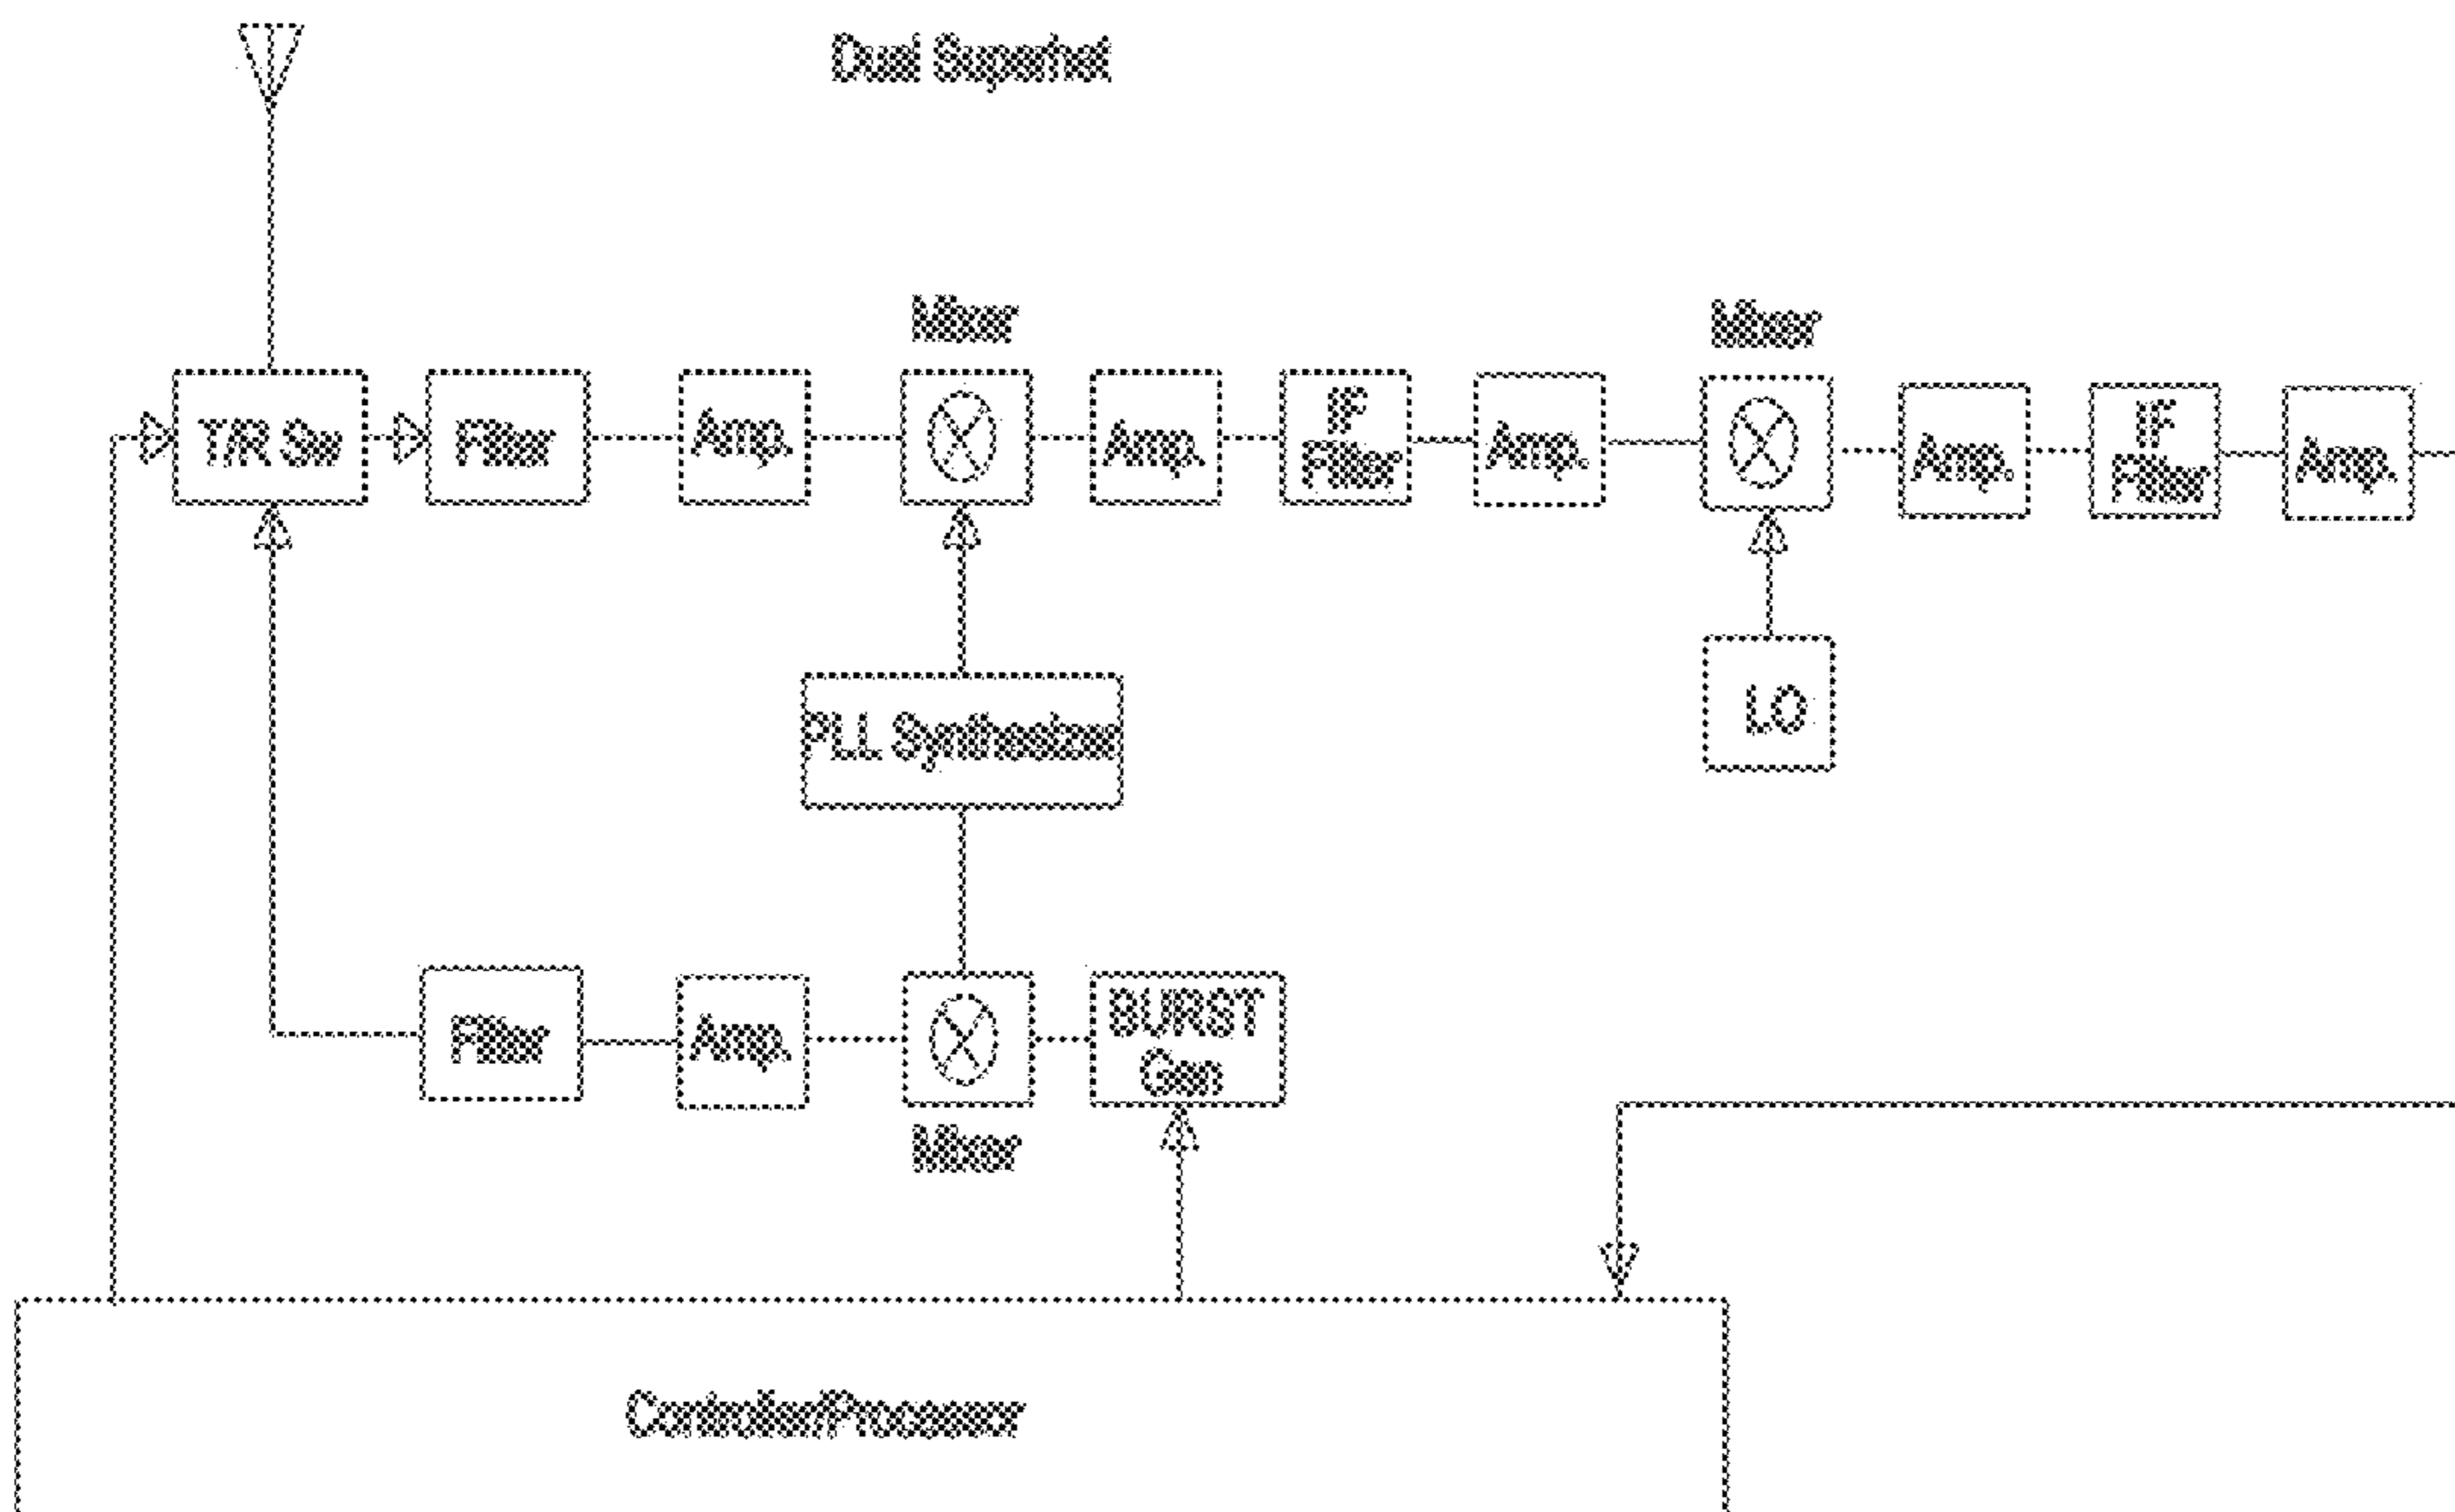 Dual Superhet
Mixer
Mixer
T/R Sw
Filter
Amp.
Amp.
IF
Filter
Amp.
Amp.
IF
Filter
Amp.
PLL Synthesizer
LO
Filter
Amp.
BURST
Gen
Mixer
Controller/Processor